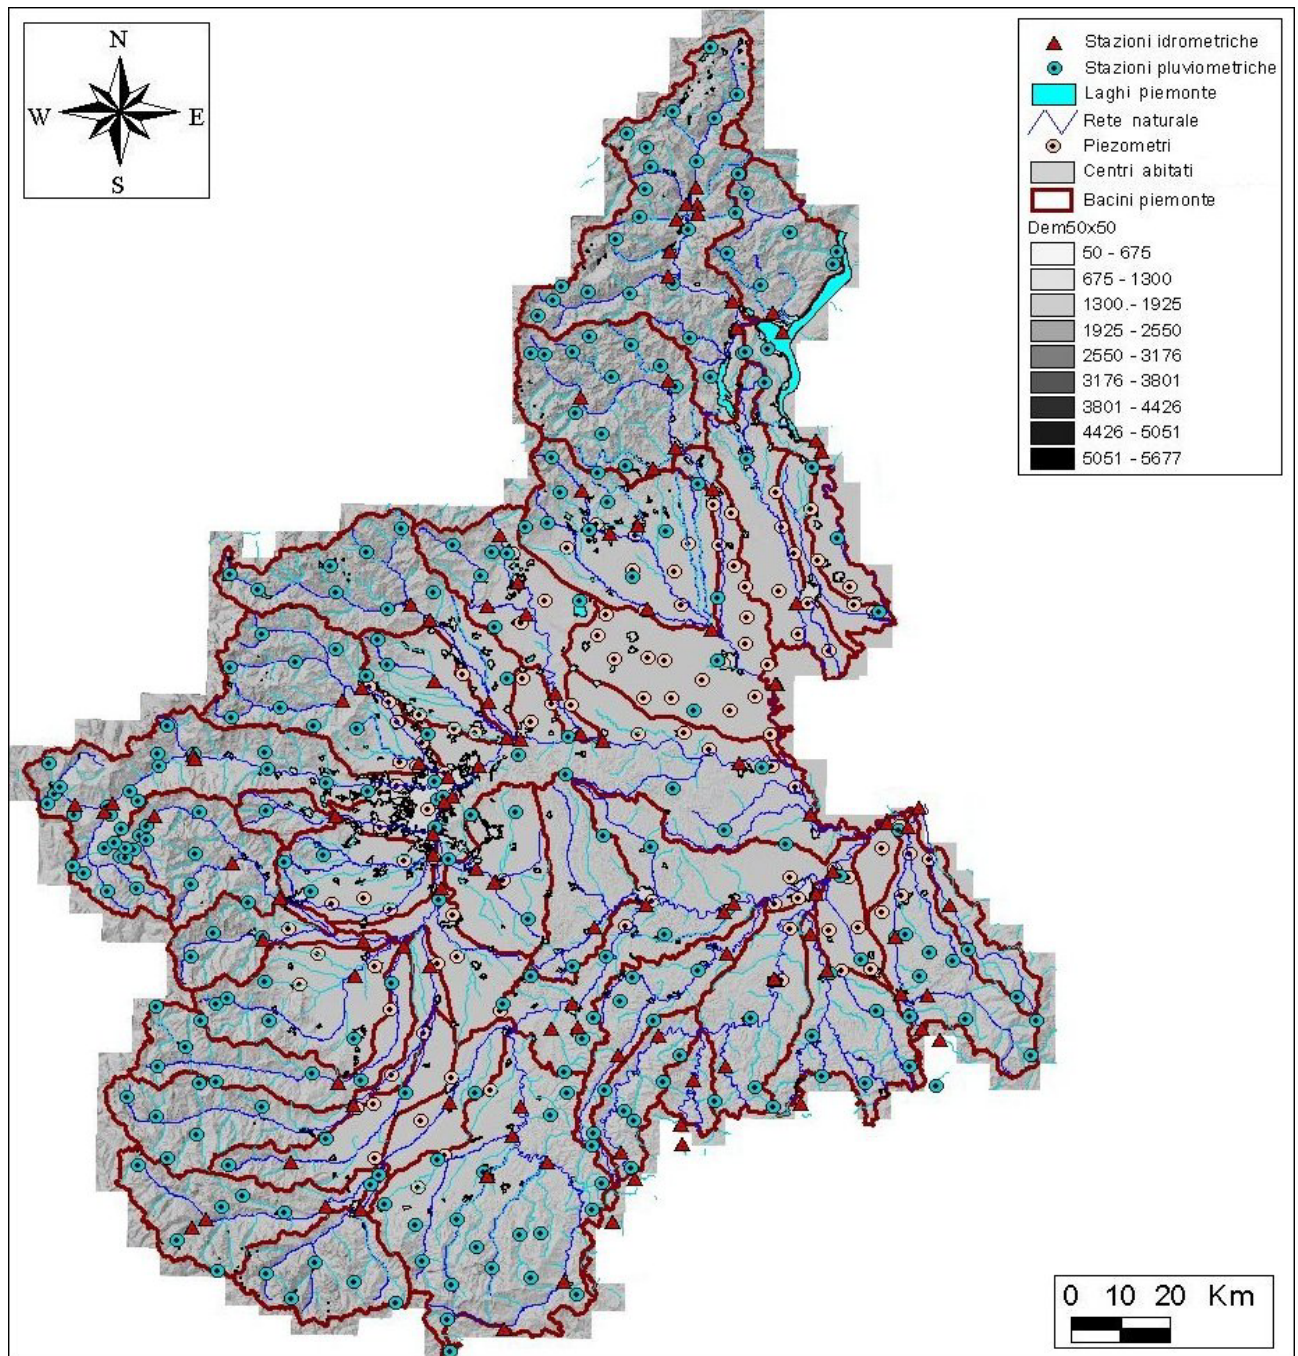 N
W E
S
Stazioni idrometriche
Stazioni pluviometriche
Laghi piemonte
Rete naturale
Piezometri
Centri abitati
Bacini piemonte
Dem50x50
50 - 675
675 - 1300
1300.- 1925
1925 - 2550
2550 - 3176
3176 - 3801
3801 - 4426
4426 - 5051
5051 - 5677
0 10 20 Km